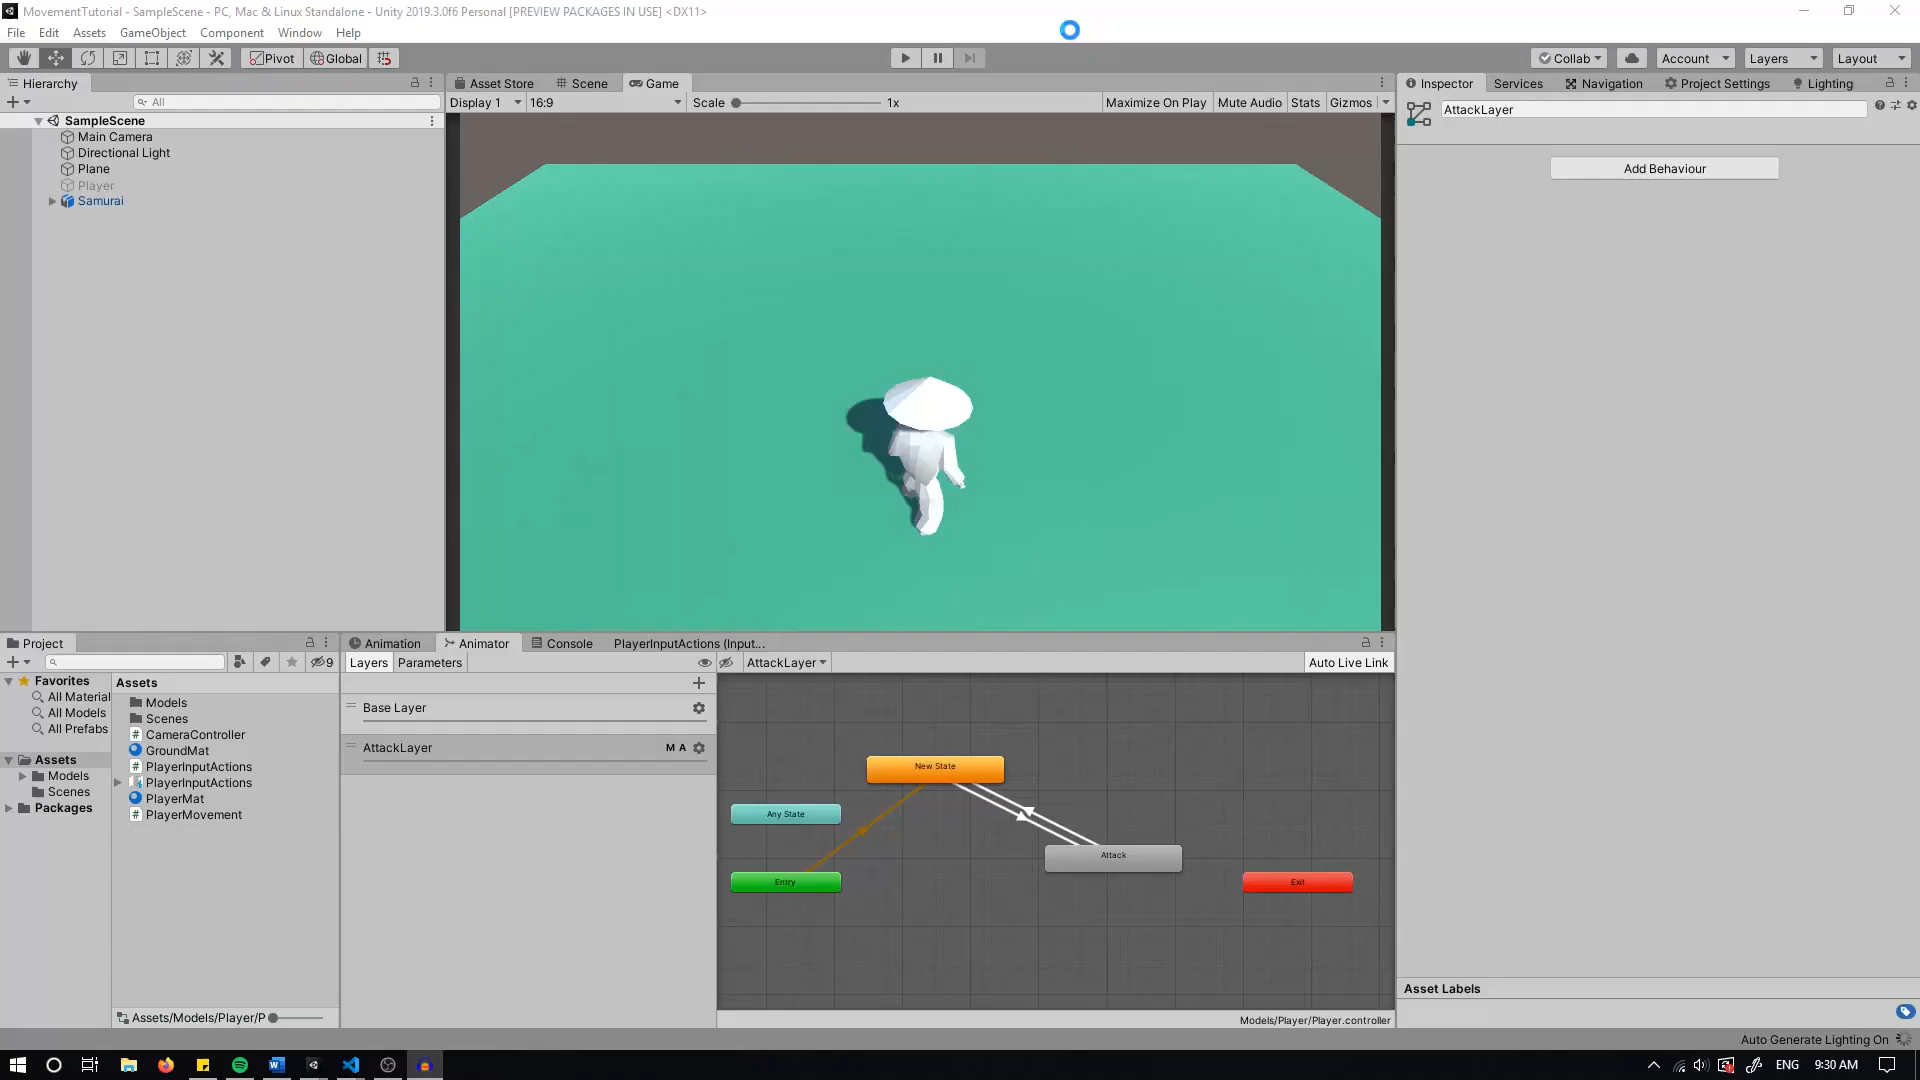 MovementTutorial - SampleScene - PC, Mac & Linux Standalone - Unity 2019.3.0f6 Personal [PREVIEW PACKAGES IN USE] <DX11>
File Edit Assets GameObject Component Window Help
Pivot Global Collab Account Layers Layout
Hierarchy Asset Store Scene Game Inspector Services Navigation Project Settings Lighting
All Display 1 16:9 Scale 1x Maximize On Play Mute Audio Stats Gizmos AttackLayer
SampleScene
Main Camera
Directional Light
Plane
Player
Samurai
Add Behaviour
Project Animation Animator Console PlayerInputActions (Input...
9 Layers Parameters AttackLayer Auto Live Link
Favorites
All Material
All Models
All Prefabs
Assets
Models
Scenes
Packages
Assets
Models
Scenes
CameraController
GroundMat
PlayerInputActions
PlayerInputActions
PlayerMat
PlayerMovement
Assets/Models/Player/P
Base Layer
AttackLayer M A
New State
Any State
Attack
Entry
Exit
Models/Player/Player.controller
Asset Labels
Auto Generate Lighting On
ENG 9:30 AM